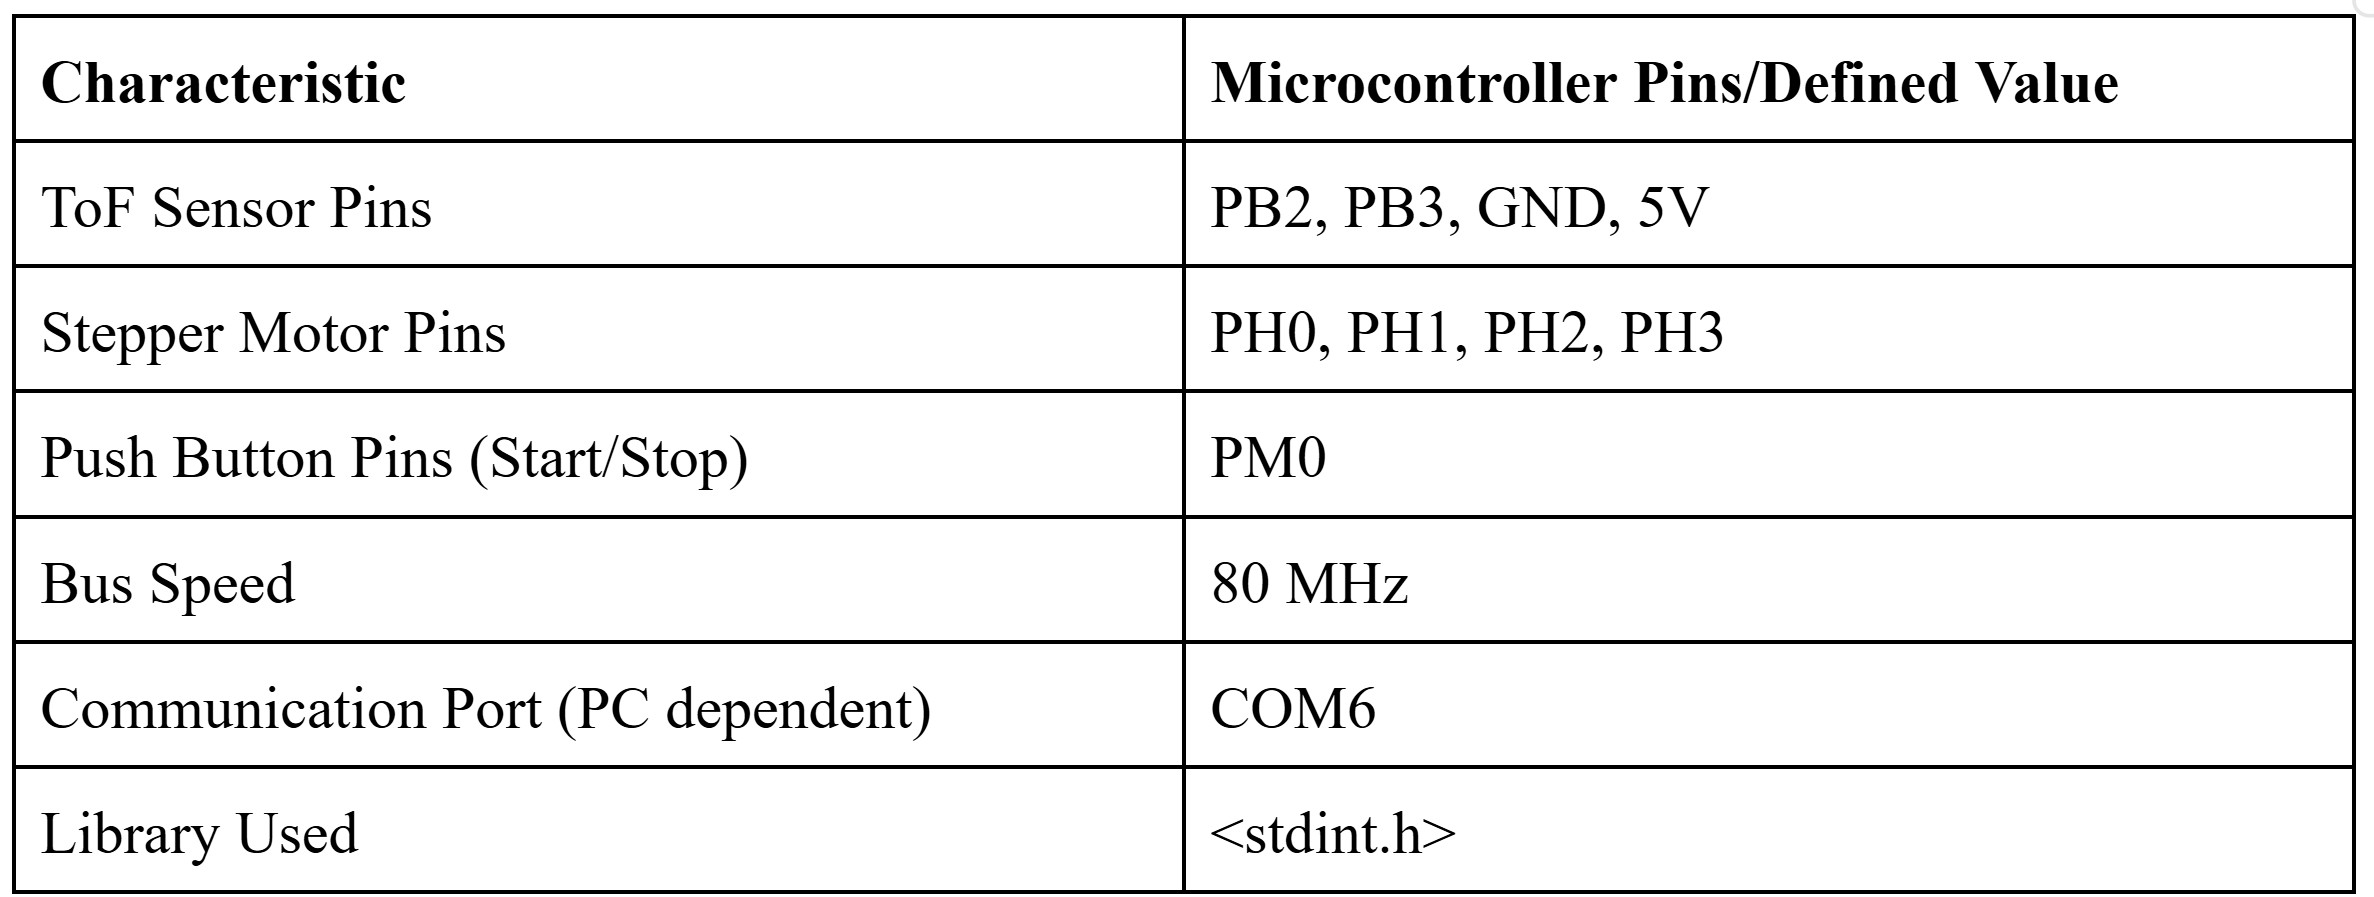 Characteristic Microcontroller Pins/Defined Value
ToF Sensor Pins PB2, PB3, GND, 5V
Stepper Motor Pins PH0, PH1, PH2, PH3
Push Button Pins (Start/Stop) PM0
Bus Speed 80 MHz
Communication Port (PC dependent) COM6
Library Used <stdint.h>